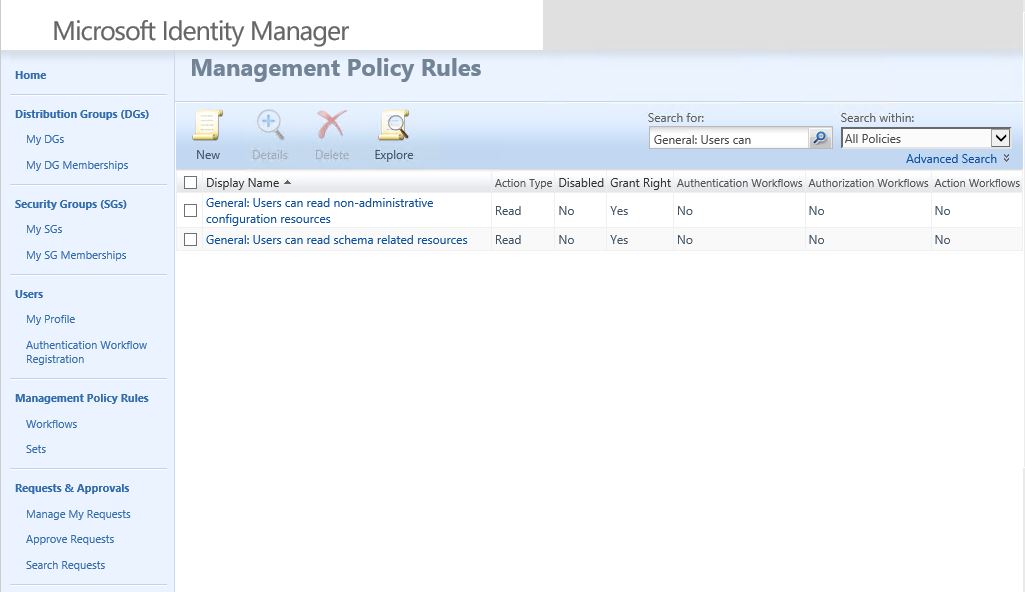 Microsoft Identity Manager
Home
Distribution Groups (DGs)
My DGs
My DG Memberships
Security Groups (SGs)
My SGs
My SG Memberships
Users
My Profile
Authentication Workflow
Registration
Management Policy Rules
Workflows
Sets
Requests & Approvals
Manage My Requests
Approve Requests
Search Requests
Management Policy Rules
New
Details
Delete
Explore
Search for:
General: Users can
Search within:
All Policies
Advanced Search
Display Name Action Type Disabled Grant Right Authentication Workflows Authorization Workflows Action Workflows
General: Users can read non-administrative
configuration resources Read No Yes No No No
General: Users can read schema related resources Read No Yes No No No